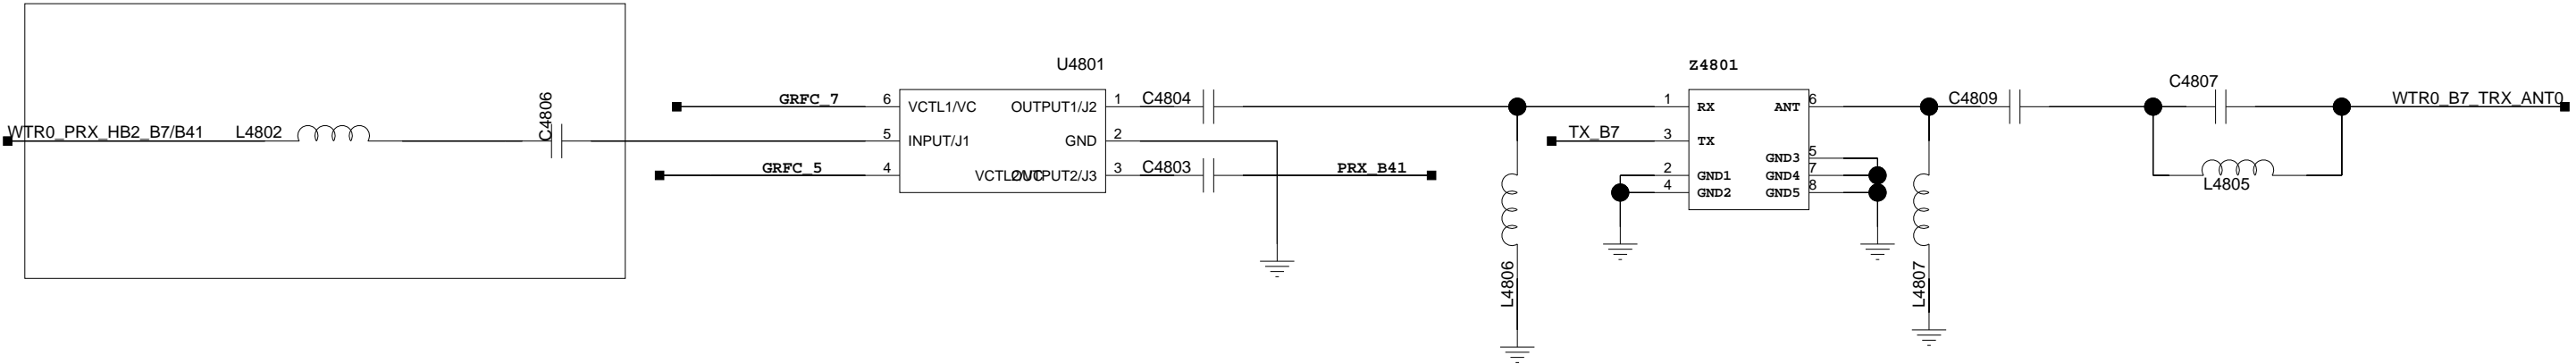 U4801
Z4801
C4807
GRFC_7
6
VCTL1/VC
OUTPUT1/J2
1
C4804
1
RX
ANT
6
C4809
WTR0_B7_TRX_ANT0
WTR0_PRX_HB2_B7/B41
L4802
C4806
5
INPUT/J1
GND
2
TX_B7
3
TX
GRFC_5
4
OUTPUT2/J3
3
C4803
PRX_B41
GND3
5
2
GND1
GND4
7
4
GND2
GND5
8
L4805
L4806
L4807